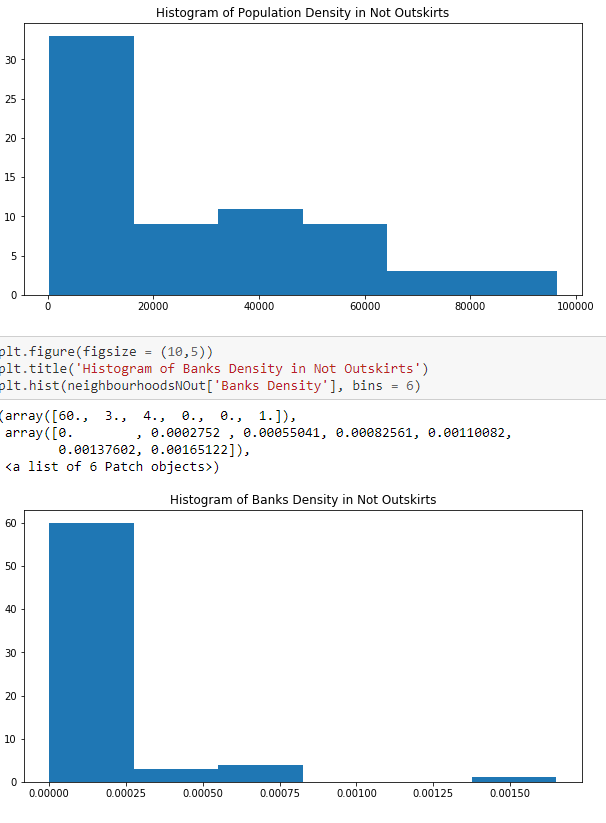 Histogram of Population Density in Not Outskirts
30
25
20
15
10
5
0
0 20000 40000 60000 80000 100000
plt.figure(figsize = (10,5))
plt.title('Histogram of Banks Density in Not Outskirts')
plt.hist(neighbourhoodsNOut['Banks Density'], bins = 6)
(array([60., 3., 4., 0., 0., 1.]),
array([0. , 0.0002752 , 0.00055041, 0.00082561, 0.00110082,
0.00137602, 0.00165122]),
<a list of 6 Patch objects>)
Histogram of Banks Density in Not Outskirts
60
50
40
30
20
10
0
0.00000 0.00025 0.00050 0.00075 0.00100 0.00125 0.00150